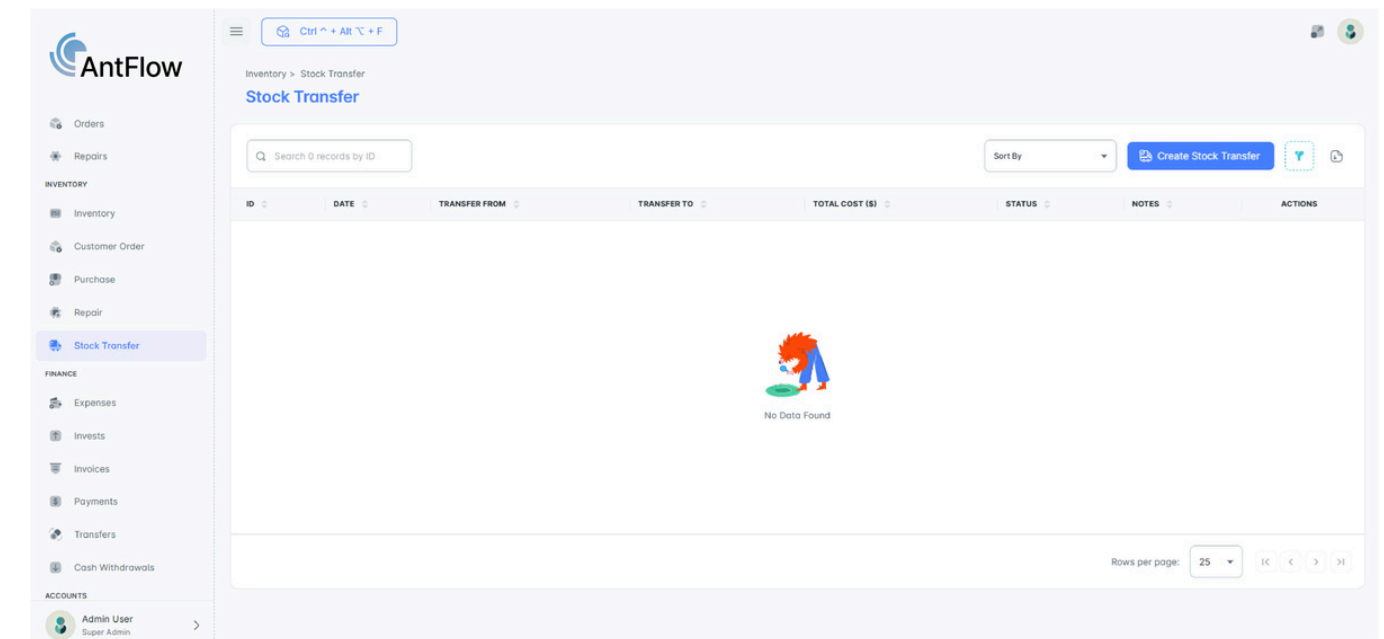 AntFlow
Ctrl ^ + Alt ⌥ + F
Inventory > Stock Transfer
Stock Transfer
Orders
Repairs
INVENTORY
Inventory
Customer Order
Purchase
Repair
Stock Transfer
FINANCE
Expenses
Invests
Invoices
Payments
Transfers
Cash Withdrawals
ACCOUNTS
Admin User
Super Admin
Search 0 records by ID
Sort By
Create Stock Transfer
ID DATE TRANSFER FROM TRANSFER TO TOTAL COST ($) STATUS NOTES ACTIONS
No Data Found
Rows per page: 25